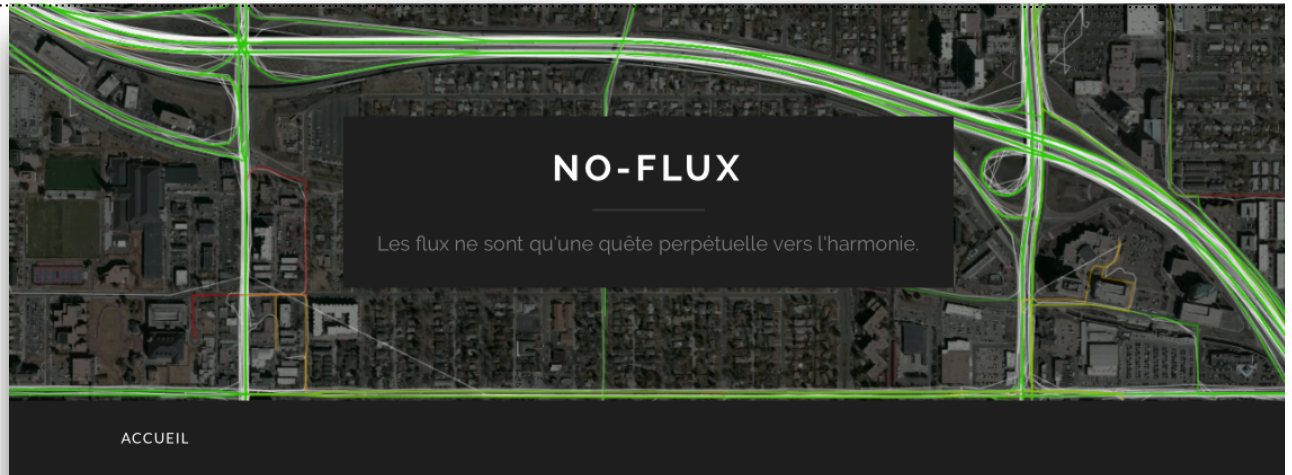 NO-FLUX
Les flux ne sont qu'une quête perpétuelle vers l'harmonie.
ACCUEIL